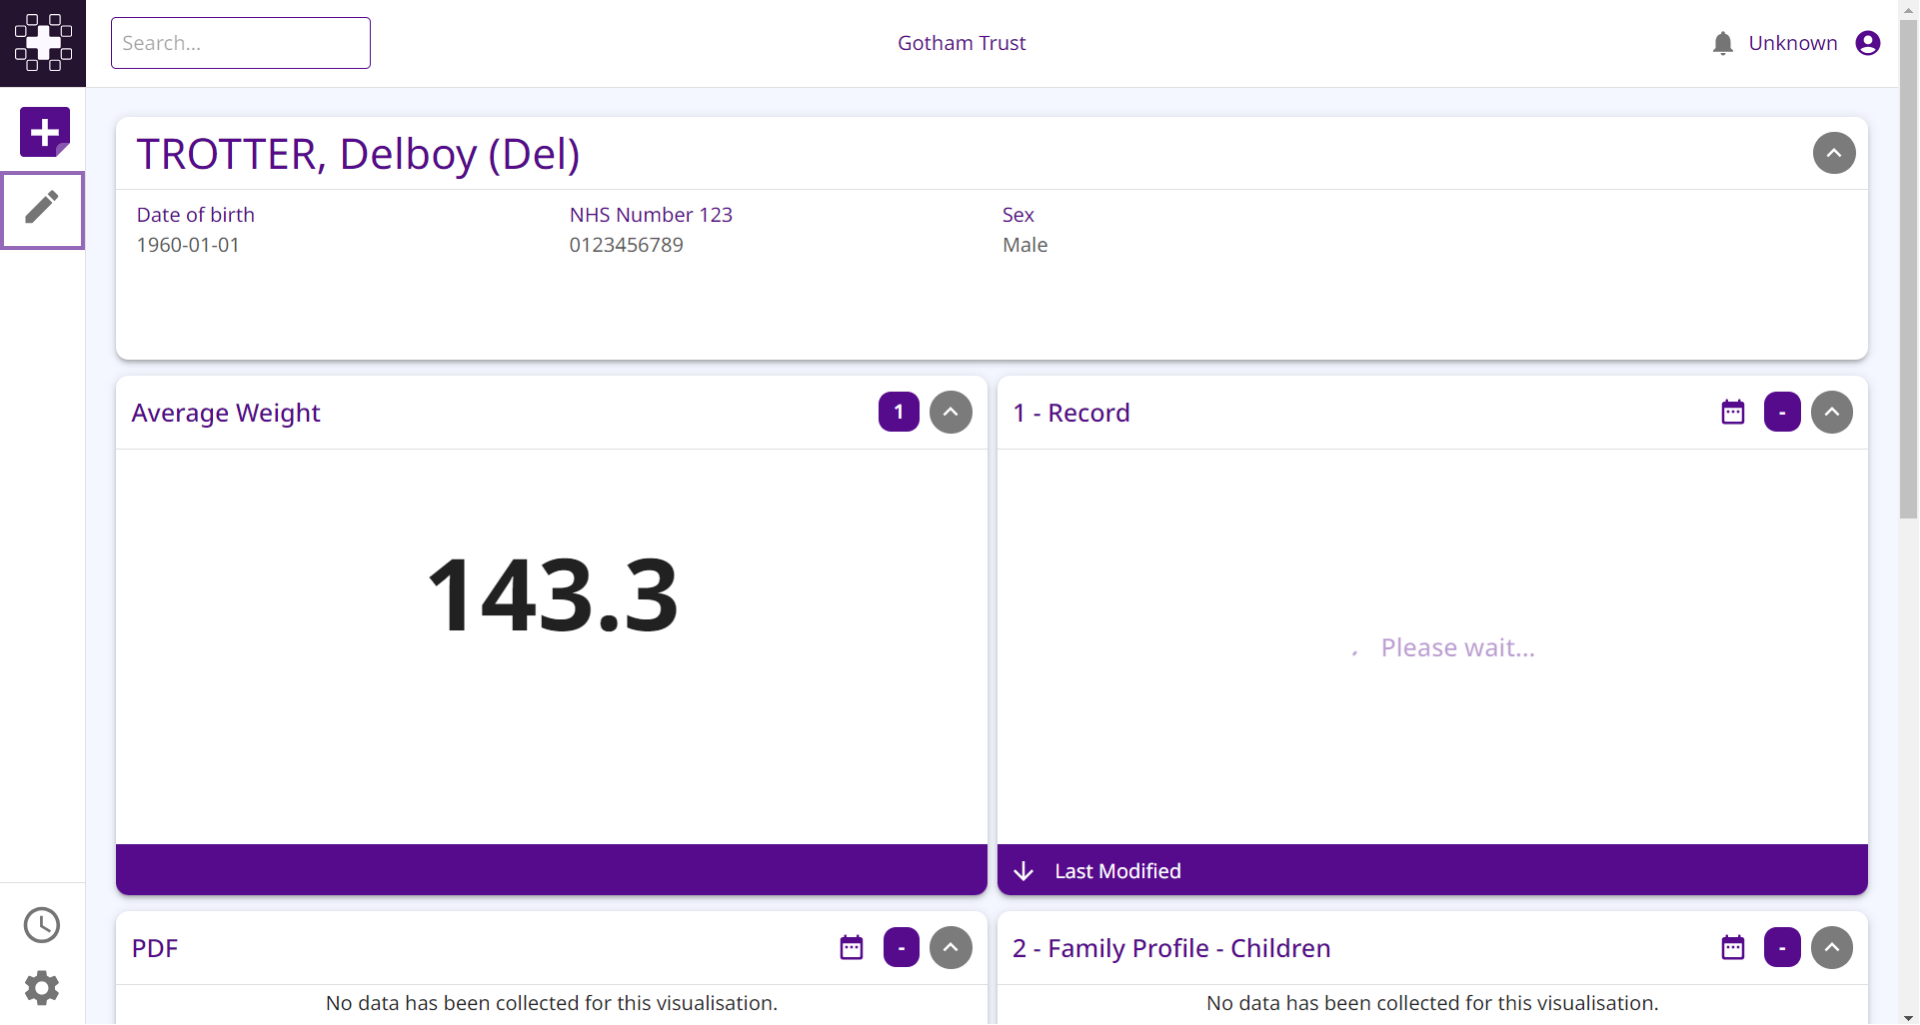 Search...
Gotham Trust
Unknown
TROTTER, Delboy (Del)
Date of birth
NHS Number 123
Sex
1960-01-01
0123456789
Male
Average Weight
1
1 - Record
-
143.3
Please wait...
Last Modified
PDF
-
2 - Family Profile - Children
-
No data has been collected for this visualisation.
No data has been collected for this visualisation.